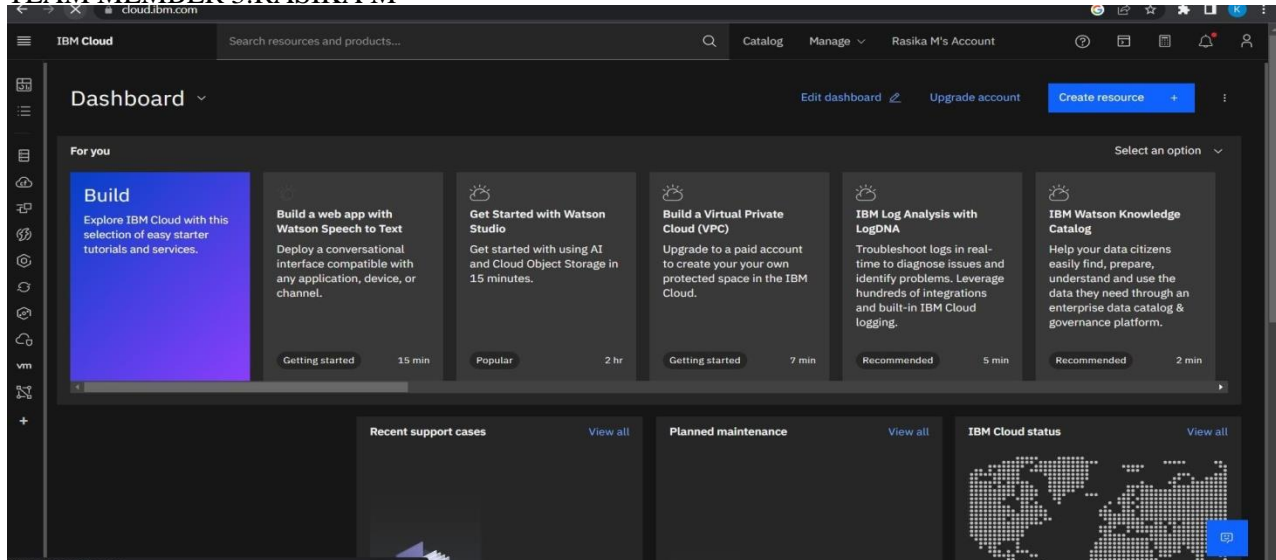 TEAM MEMBER 3:RASIKA M
cloud.ibm.com
K
IBM Cloud
Search resources and products...
Catalog
Manage
Rasika M's Account
Dashboard
Edit dashboard
Upgrade account
Create resource +
For you
Select an option
Build
Explore IBM Cloud with this
selection of easy starter
tutorials and services.
Build a web app with
Watson Speech to Text
Deploy a conversational
interface compatible with
any application, device, or
channel.
Getting started 15 min
Get Started with Watson
Studio
Get started with using AI
and Cloud Object Storage in
15 minutes.
Popular 2 hr
Build a Virtual Private
Cloud (VPC)
Upgrade to a paid account
to create your your own
protected space in the IBM
Cloud.
Getting started 7 min
IBM Log Analysis with
LogDNA
Troubleshoot logs in real-
time to diagnose issues and
identify problems. Leverage
hundreds of integrations
and built-in IBM Cloud
logging.
Recommended 5 min
IBM Watson Knowledge
Catalog
Help your data citizens
easily find, prepare,
understand and use the
data they need through an
enterprise data catalog &
governance platform.
Recommended 2 min
vm
Recent support cases View all
Planned maintenance View all
IBM Cloud status View all